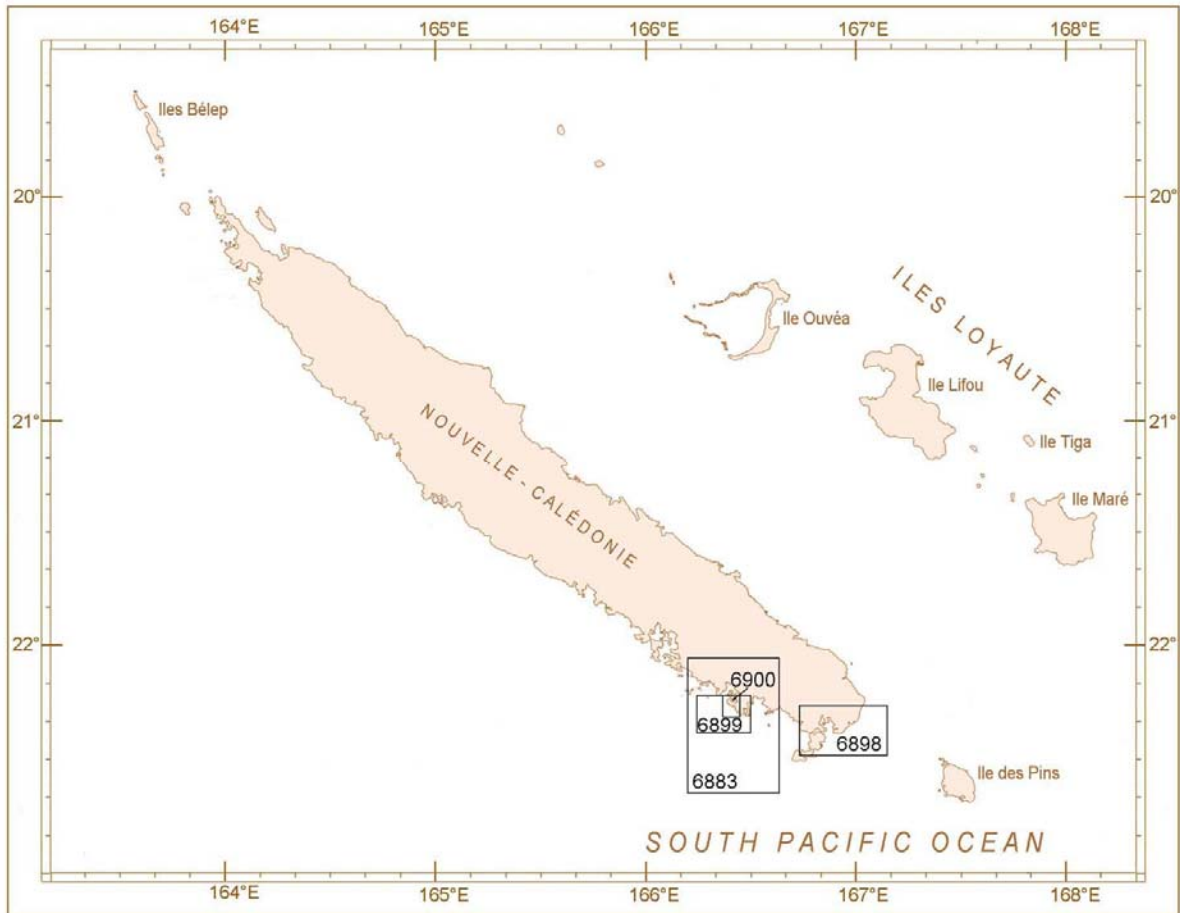 164°E
165°E
166°E
167°E
168°E
Iles Bélep
20°
20°
ILES LOYAUTE
Ile Ouvéa
Ile Lifou
21°
21°
Ile Tiga
NOUVELLE - CALÉDONIE
Ile Maré
22°
22°
6900
6899
6898
6883
Ile des Pins
SOUTH PACIFIC OCEAN
164°E
165°E
166°E
167°E
168°E